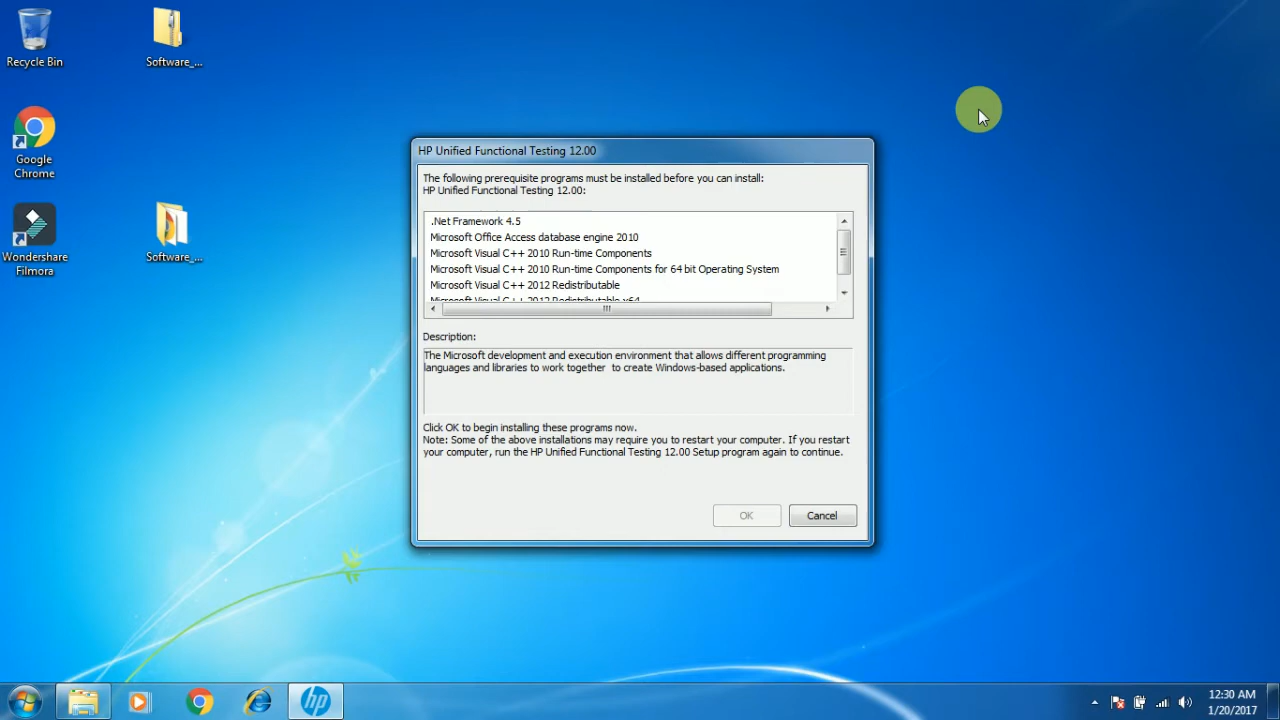 Recycle Bin
Software_...
Google
Chrome
Wondershare
Filmora
Software_...
HP Unified Functional Testing 12.00
The following prerequisite programs must be installed before you can install:
HP Unified Functional Testing 12.00:
.Net Framework 4.5
Microsoft Office Access database engine 2010
Microsoft Visual C++ 2010 Run-time Components
Microsoft Visual C++ 2010 Run-time Components for 64 bit Operating System
Microsoft Visual C++ 2012 Redistributable
Microsoft Visual C++ 2012 Redistributable x64
Description:
The Microsoft development and execution environment that allows different programming
languages and libraries to work together to create Windows-based applications.
Click OK to begin installing these programs now.
Note: Some of the above installations may require you to restart your computer. If you restart
your computer, run the HP Unified Functional Testing 12.00 Setup program again to continue.
OK
Cancel
hp
12:30 AM
1/20/2017